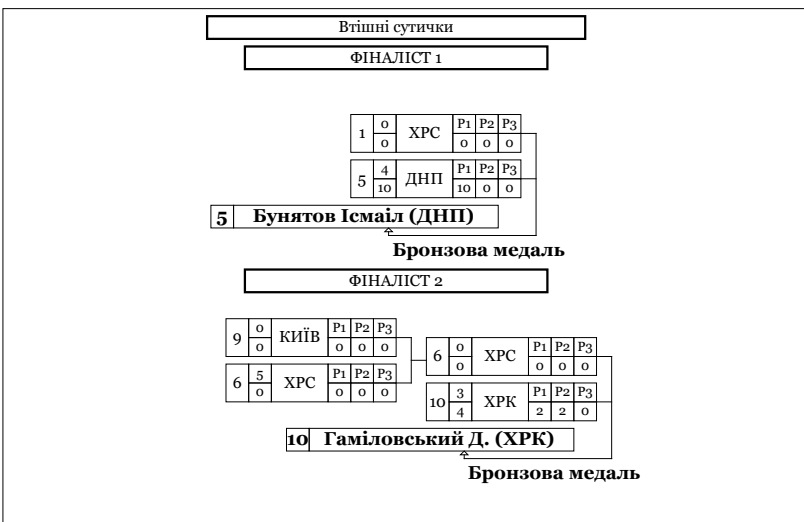 Втішні сутички
ФІНАЛІСТ 1
1 0 ХРС P1 P2 P3
0 0 0 0
5 4 ДНП P1 P2 P3
10 10 0 0
5 Бунятов Ісмаіл (ДНП)
Бронзова медаль
ФІНАЛІСТ 2
9 0 КИЇВ P1 P2 P3
0 0 0 0
6 5 ХРС P1 P2 P3
0 0 0 0
6 0 ХРС P1 P2 P3
0 0 0 0
10 3 ХРК P1 P2 P3
4 2 2 0
10 Гаміловський Д. (ХРК)
Бронзова медаль